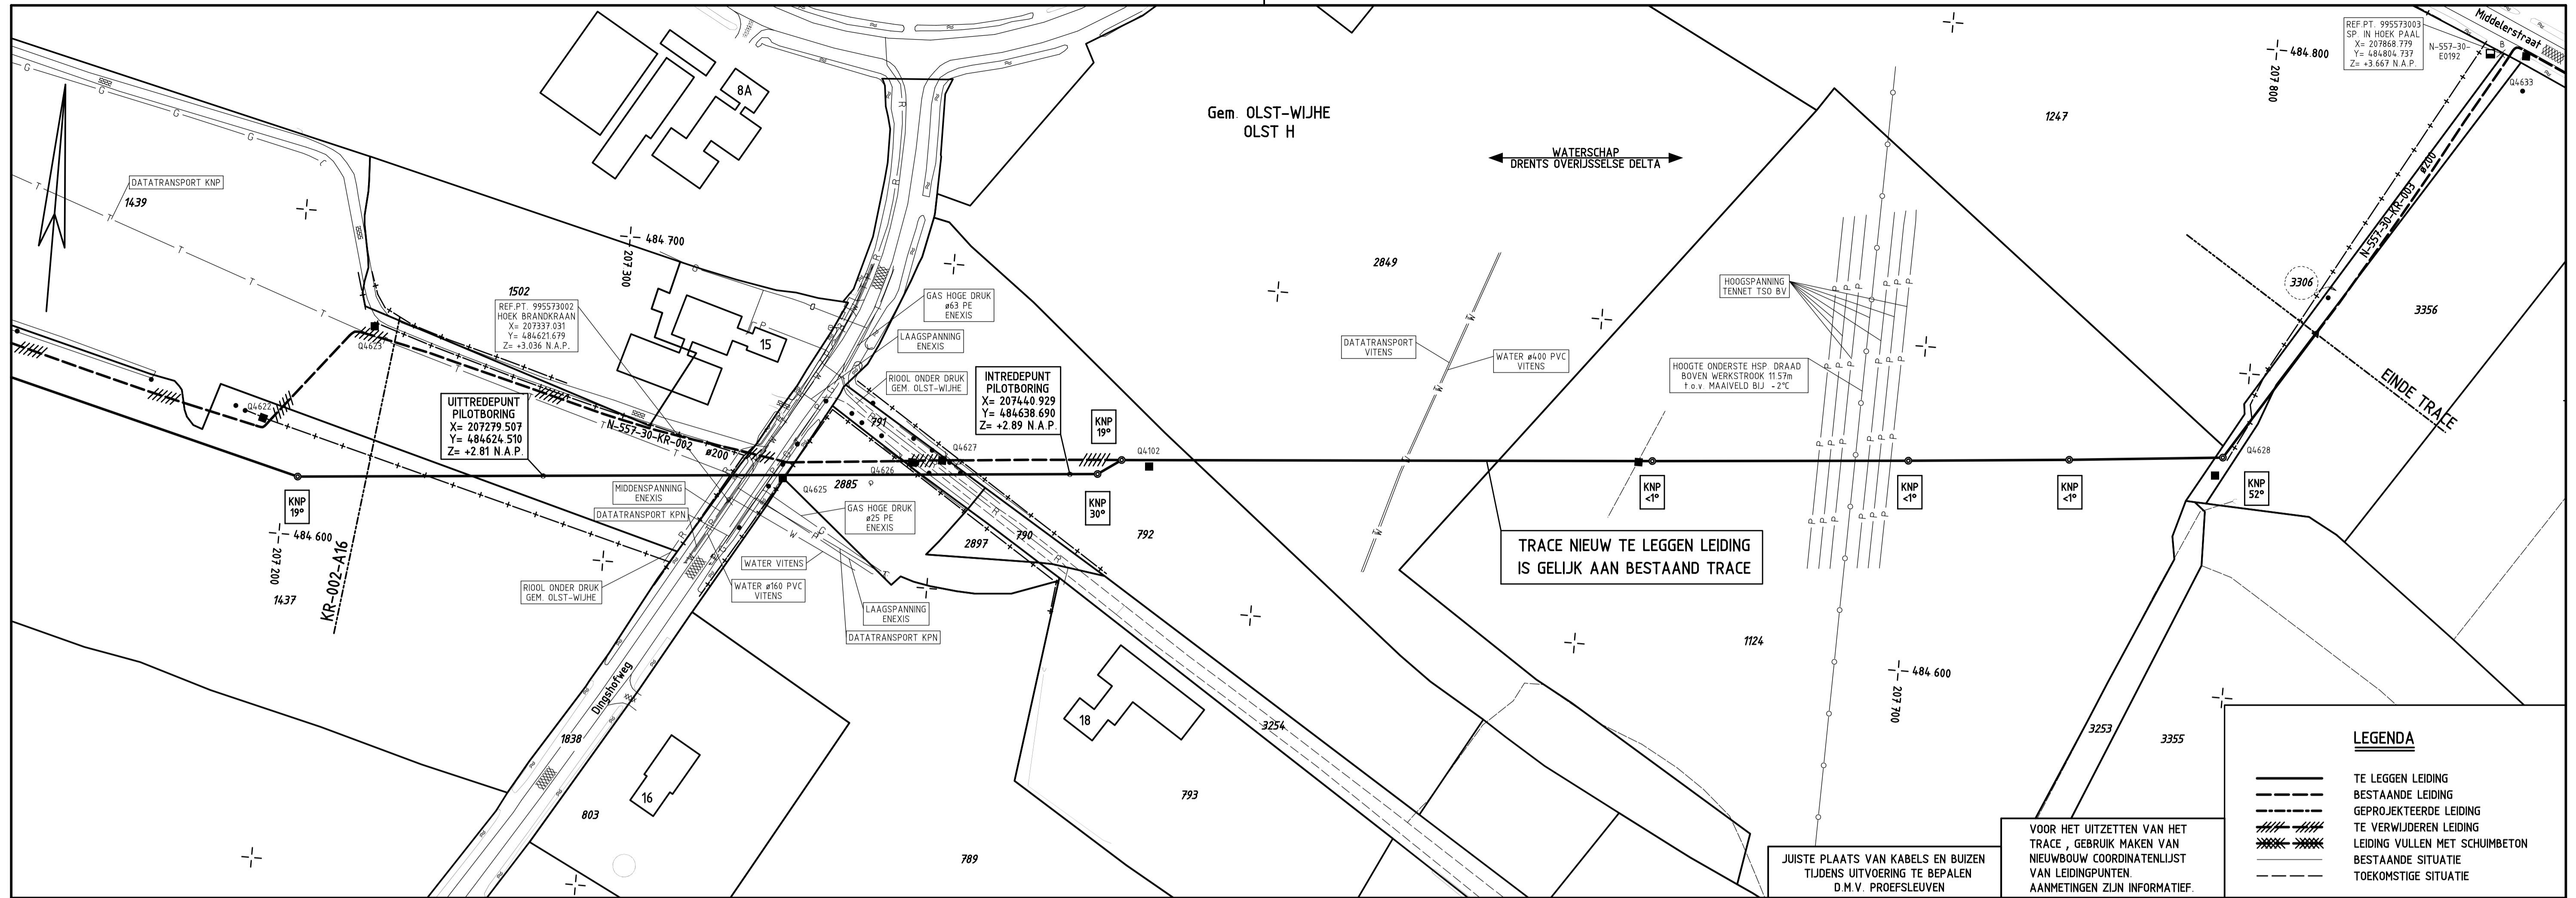 REF.PT. 995573003
SP. IN HOEK PAAL
X= 207868.779
Y= 484804.737
Z= +3.667 N.A.P.
N-557-30-
E0192
B
Middelerstraat
Q4633
484.800
207 800
8A
Gem. OLST-WIJHE
OLST H
WATERSCHAP
DRENTS OVERIJSSELSE DELTA
1247
DATATRANSPORT KNP
1439
484 700
207 300
1502
REF.PT. 995573002
HOEK BRANDKRAAN
X= 207337.031
Y= 484621.679
Z= +3.036 N.A.P.
15
GAS HOGE DRUK
ø63 PE
ENEXIS
LAAGSPANNING
ENEXIS
RIOOL ONDER DRUK
GEM. OLST-WIJHE
INTREDEPUNT
PILOTBORING
X= 207440.929
Y= 484638.690
Z= +2.89 N.A.P.
2849
DATATRANSPORT
VITENS
WATER ø400 PVC
VITENS
HOOGSPANNING
TENNET TSO BV
HOOGTE ONDERSTE HSP. DRAAD
BOVEN WERKSTROOK 11.57m
t.o.v. MAAIVELD BIJ -2°C
N-557-30-KR-003 ø200
3306
3356
EINDE TRACE
Q4623
Q4622
UITTREDEPUNT
PILOTBORING
X= 207279.507
Y= 484624.510
Z= +2.81 N.A.P.
N-557-30-KR-002 ø200
791
Q4627
Q4626
KNP
19°
Q4102
Q4628
KNP
19°
MIDDENSPANNING
ENEXIS
DATATRANSPORT KPN
Q4625
2885
GAS HOGE DRUK
ø25 PE
ENEXIS
KNP
30°
KNP
<1°
KNP
<1°
KNP
<1°
KNP
52°
484 600
207 200
KR-002-A16
1437
RIOOL ONDER DRUK
GEM. OLST-WIJHE
WATER VITENS
WATER ø160 PVC
VITENS
LAAGSPANNING
ENEXIS
DATATRANSPORT KPN
2897
790
792
TRACE NIEUW TE LEGGEN LEIDING
IS GELIJK AAN BESTAAND TRACE
1124
484 600
207 700
Dingshofweg
1838
16
803
18
3254
793
789
3253
3355
JUISTE PLAATS VAN KABELS EN BUIZEN
TIJDENS UITVOERING TE BEPALEN
D.M.V. PROEFSLEUVEN
VOOR HET UITZETTEN VAN HET
TRACE , GEBRUIK MAKEN VAN
NIEUWBOUW COORDINATENLIJST
VAN LEIDINGPUNTEN.
AANMETINGEN ZIJN INFORMATIEF.
LEGENDA
TE LEGGEN LEIDING
BESTAANDE LEIDING
GEPROJEKTEERDE LEIDING
TE VERWIJDEREN LEIDING
LEIDING VULLEN MET SCHUIMBETON
BESTAANDE SITUATIE
TOEKOMSTIGE SITUATIE